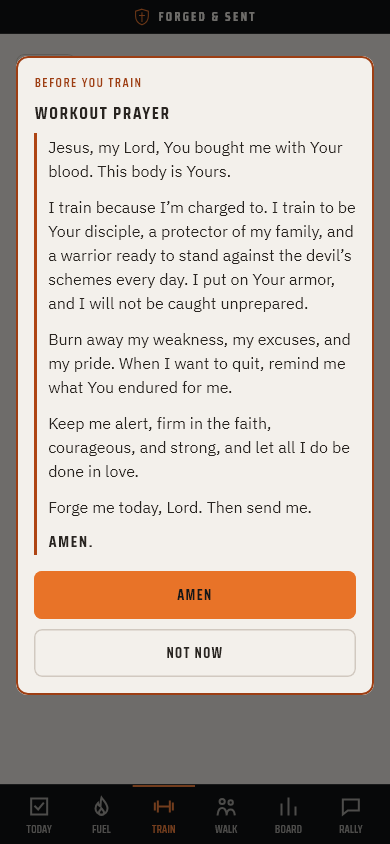 FORGED & SENT
BEFORE YOU TRAIN
WORKOUT PRAYER
Jesus, my Lord, You bought me with Your
blood. This body is Yours.
I train because I’m charged to. I train to be
Your disciple, a protector of my family, and
a warrior ready to stand against the devil’s
schemes every day. I put on Your armor,
and I will not be caught unprepared.
Burn away my weakness, my excuses, and
my pride. When I want to quit, remind me
what You endured for me.
Keep me alert, firm in the faith,
courageous, and strong, and let all I do be
done in love.
Forge me today, Lord. Then send me.
AMEN.
AMEN
NOT NOW
TODAY FUEL TRAIN WALK BOARD RALLY